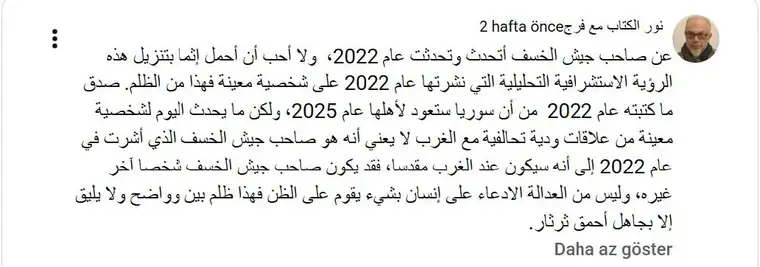 نور الكتاب مع فرج2 hafta önce
عن صاحب جيش الخسف أتحدث وتحدثت عام 2022، ولا أحب أن أحمل إثما بتنزيل هذه
الرؤية الاستشرافية التحليلية التي نشرتها عام 2022 على شخصية معينة فهذا من الظلم. صدق
ما كتبته عام 2022 من أن سوريا ستعود لأهلها عام 2025، ولكن ما يحدث اليوم لشخصية
معينة من علاقات ودية تحالفية مع الغرب لا يعني أنه هو صاحب جيش الخسف الذي أشرت في
عام 2022 إلى أنه سيكون عند الغرب مقدسا، فقد يكون صاحب جيش الخسف شخصا آخر
غيره، وليس من العدالة الادعاء على إنسان بشيء يقوم على الظن فهذا ظلم بين وواضح ولا يليق
إلا بجاهل أحمق ثرثار.
Daha az göster